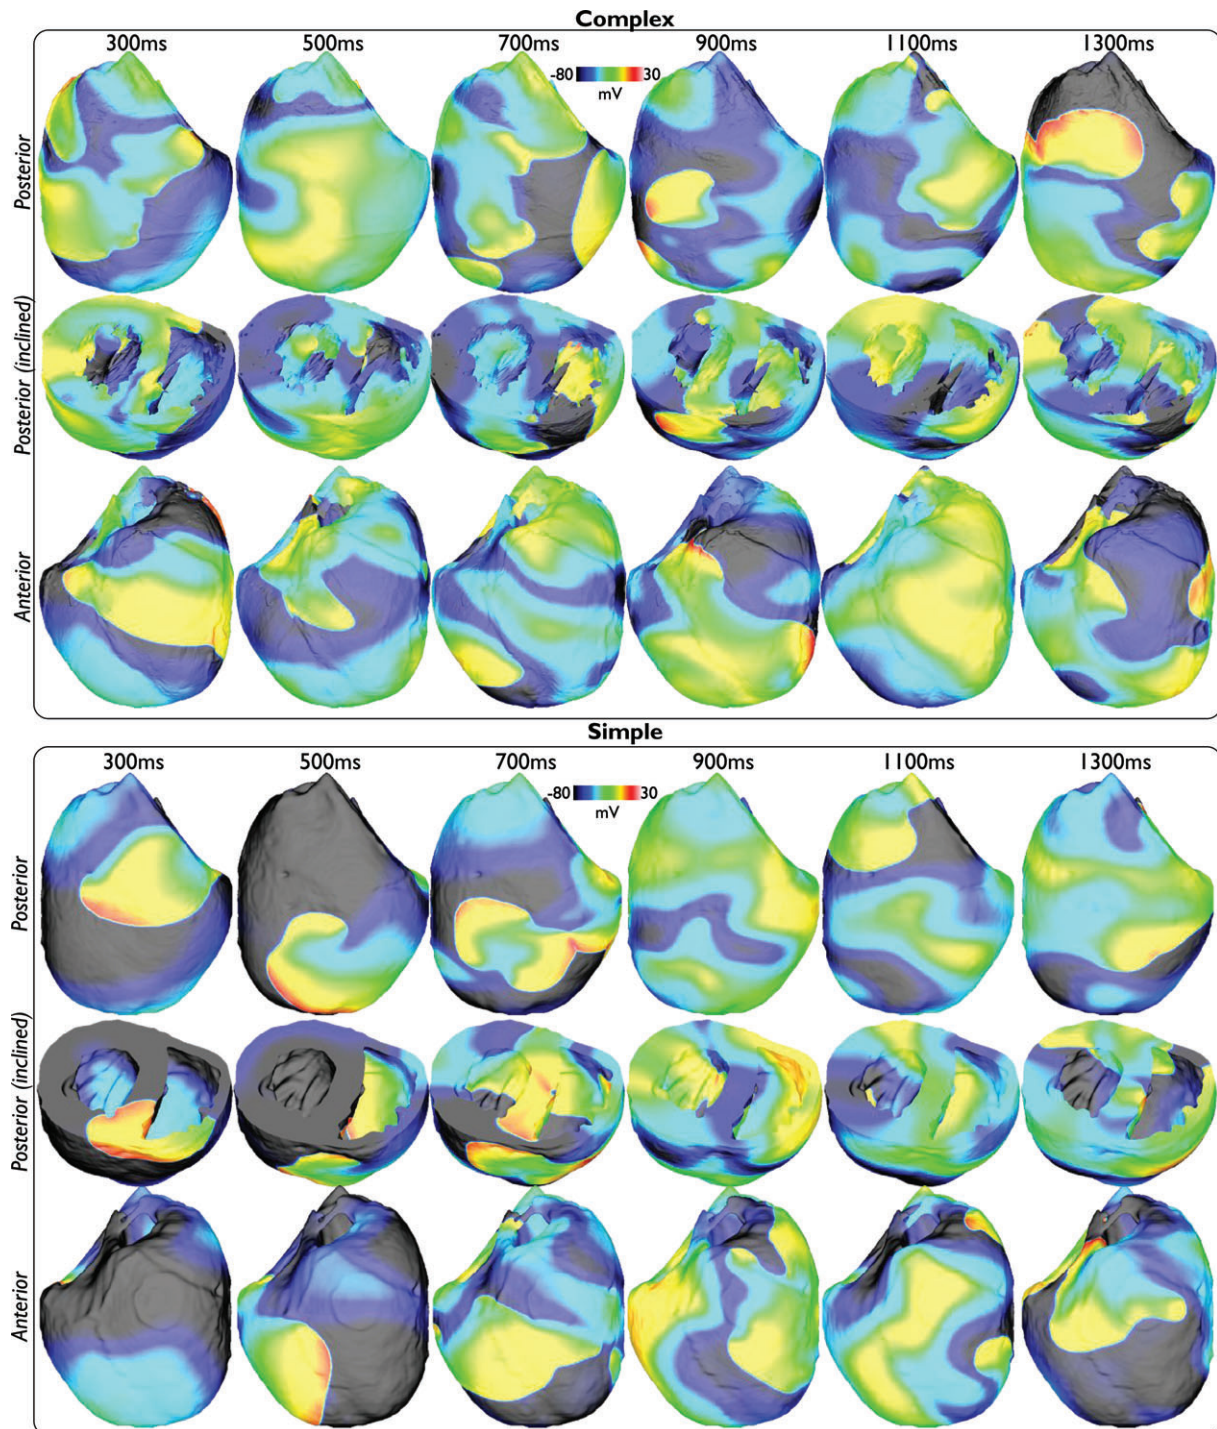 Complex
300ms 500ms 700ms 900ms 1100ms 1300ms
-80 30
mV
Posterior
Posterior (inclined)
Anterior
Simple
300ms 500ms 700ms 900ms 1100ms 1300ms
-80 30
mV
Posterior
Posterior (inclined)
Anterior